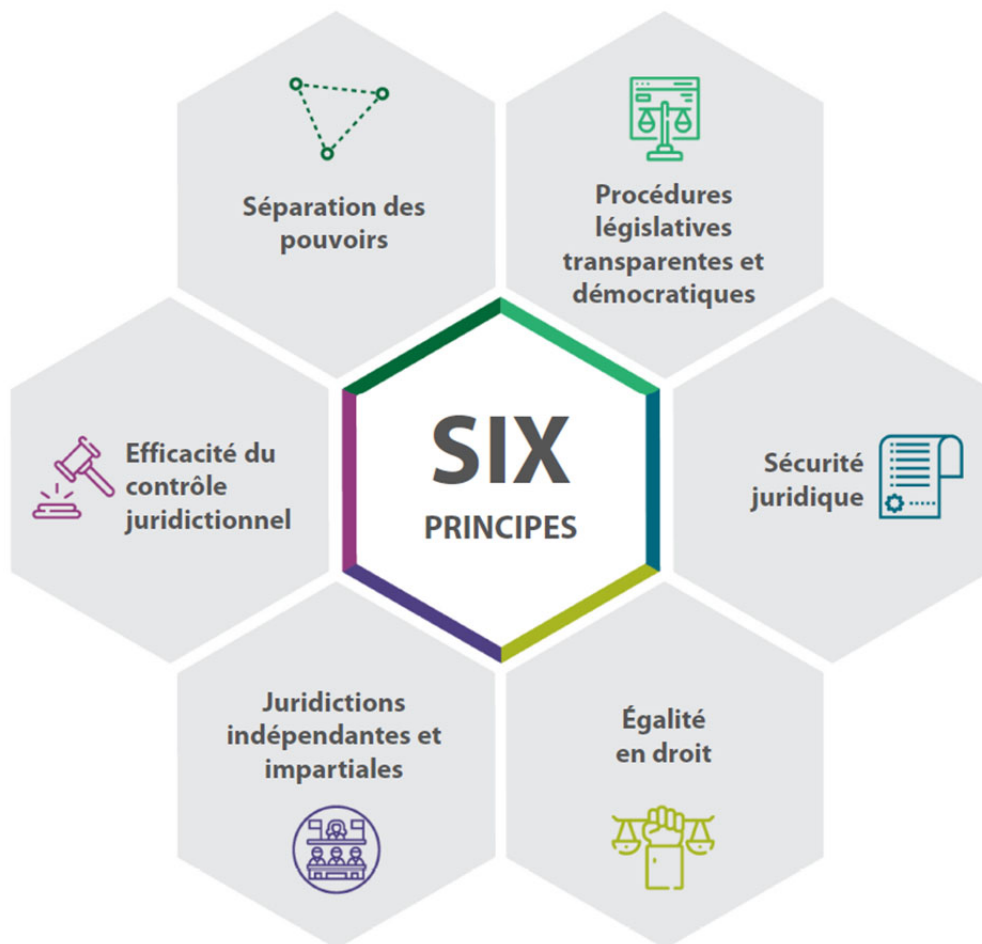 Séparation des
pouvoirs
Procédures
législatives
transparentes et
démocratiques
Efficacité du
contrôle
juridictionnel
SIX
PRINCIPES
Sécurité
juridique
Juridictions
indépendantes et
impartiales
Égalité
en droit